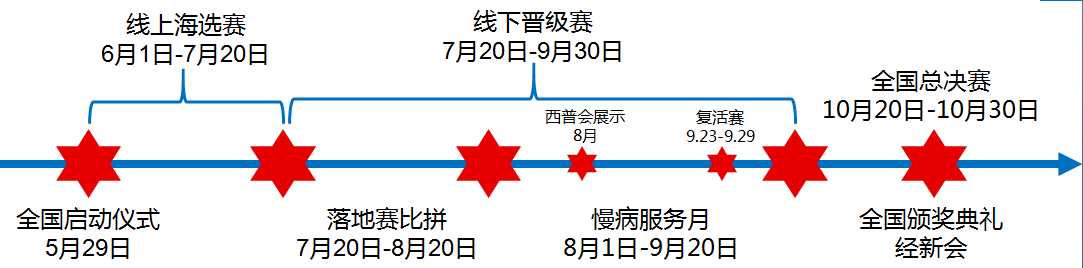 线上海选赛
6月1日-7月20日
线下晋级赛
7月20日-9月30日
西普会展示
8月
复活赛
9.23-9.29
全国总决赛
10月20日-10月30日
全国启动仪式
5月29日
落地赛比拼
7月20日-8月20日
慢病服务月
8月1日-9月20日
全国颁奖典礼
经新会